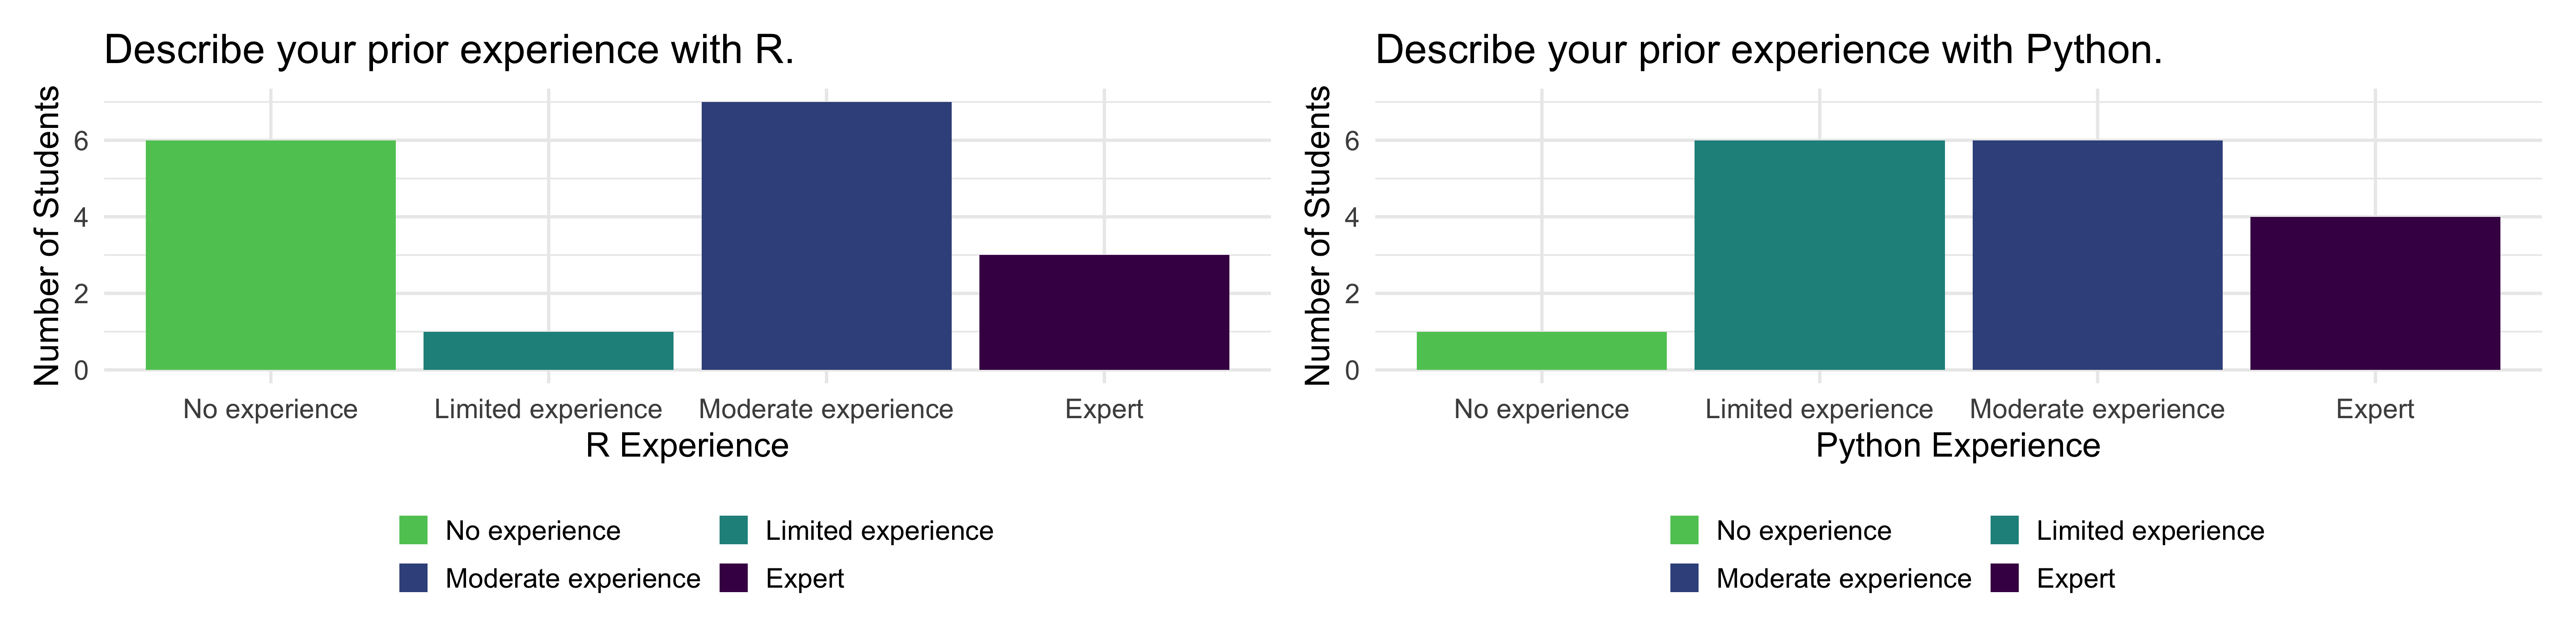 Describe your prior experience with R.
Number of Students
6
4
2
0
No experience
Limited experience
Moderate experience
Expert
R Experience
No experience
Limited experience
Moderate experience
Expert
Describe your prior experience with Python.
Number of Students
6
4
2
0
No experience
Limited experience
Moderate experience
Expert
Python Experience
No experience
Limited experience
Moderate experience
Expert